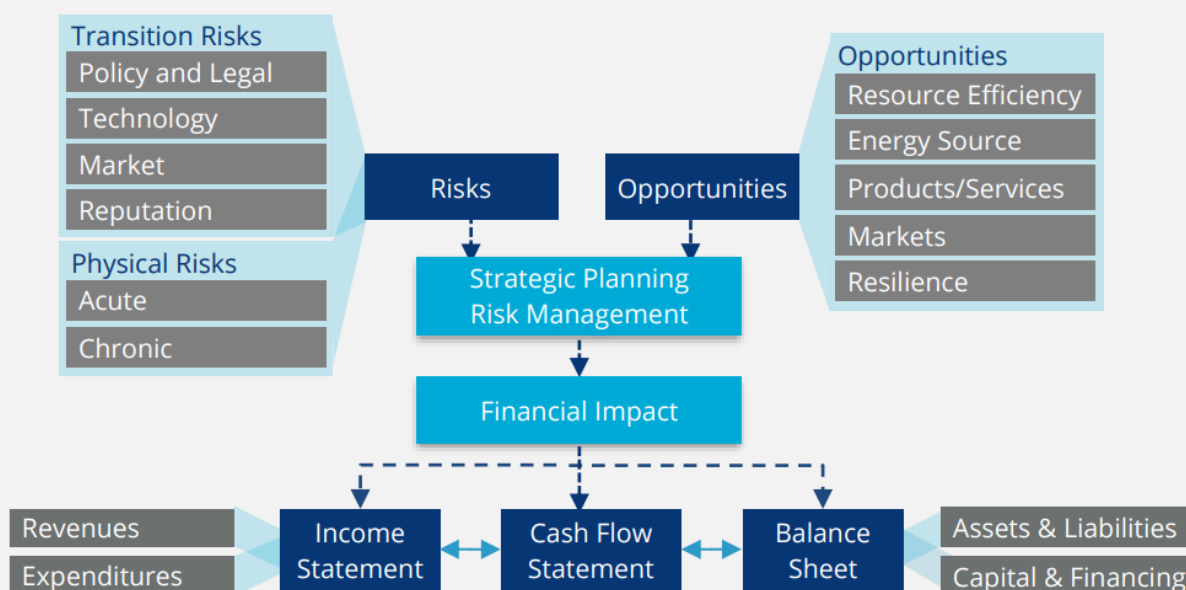 Transition Risks
Policy and Legal
Technology
Market
Reputation
Physical Risks
Acute
Chronic
Risks
Opportunities
Opportunities
Resource Efficiency
Energy Source
Products/Services
Markets
Resilience
Strategic Planning
Risk Management
Financial Impact
Revenues
Expenditures
Income
Statement
Cash Flow
Statement
Balance
Sheet
Assets & Liabilities
Capital & Financing